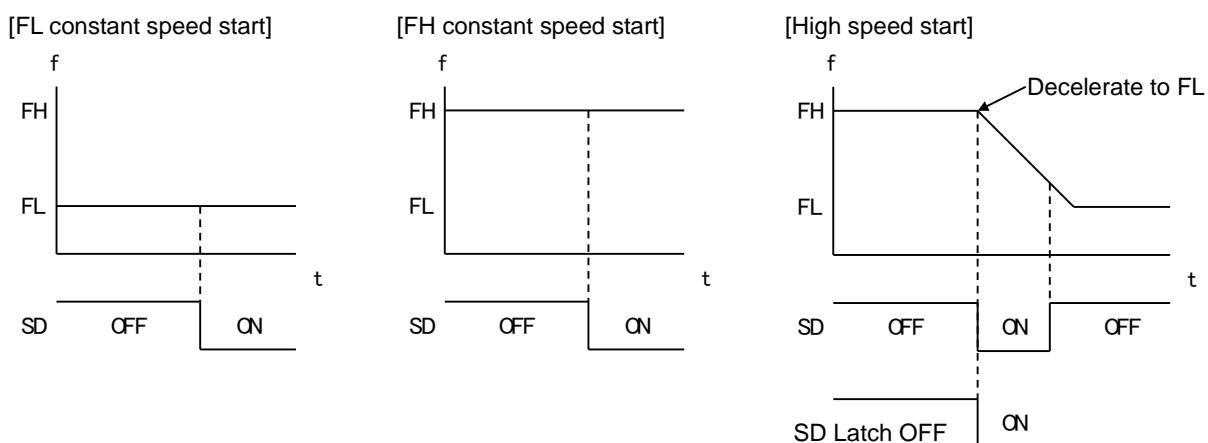 [FL constant speed start]
f
FH
FL
t
SD OFF ON
[FH constant speed start]
f
FH
FL
t
SD OFF ON
[High speed start]
f
Decelerate to FL
FH
FL
t
SD OFF ON OFF
SD Latch OFF ON